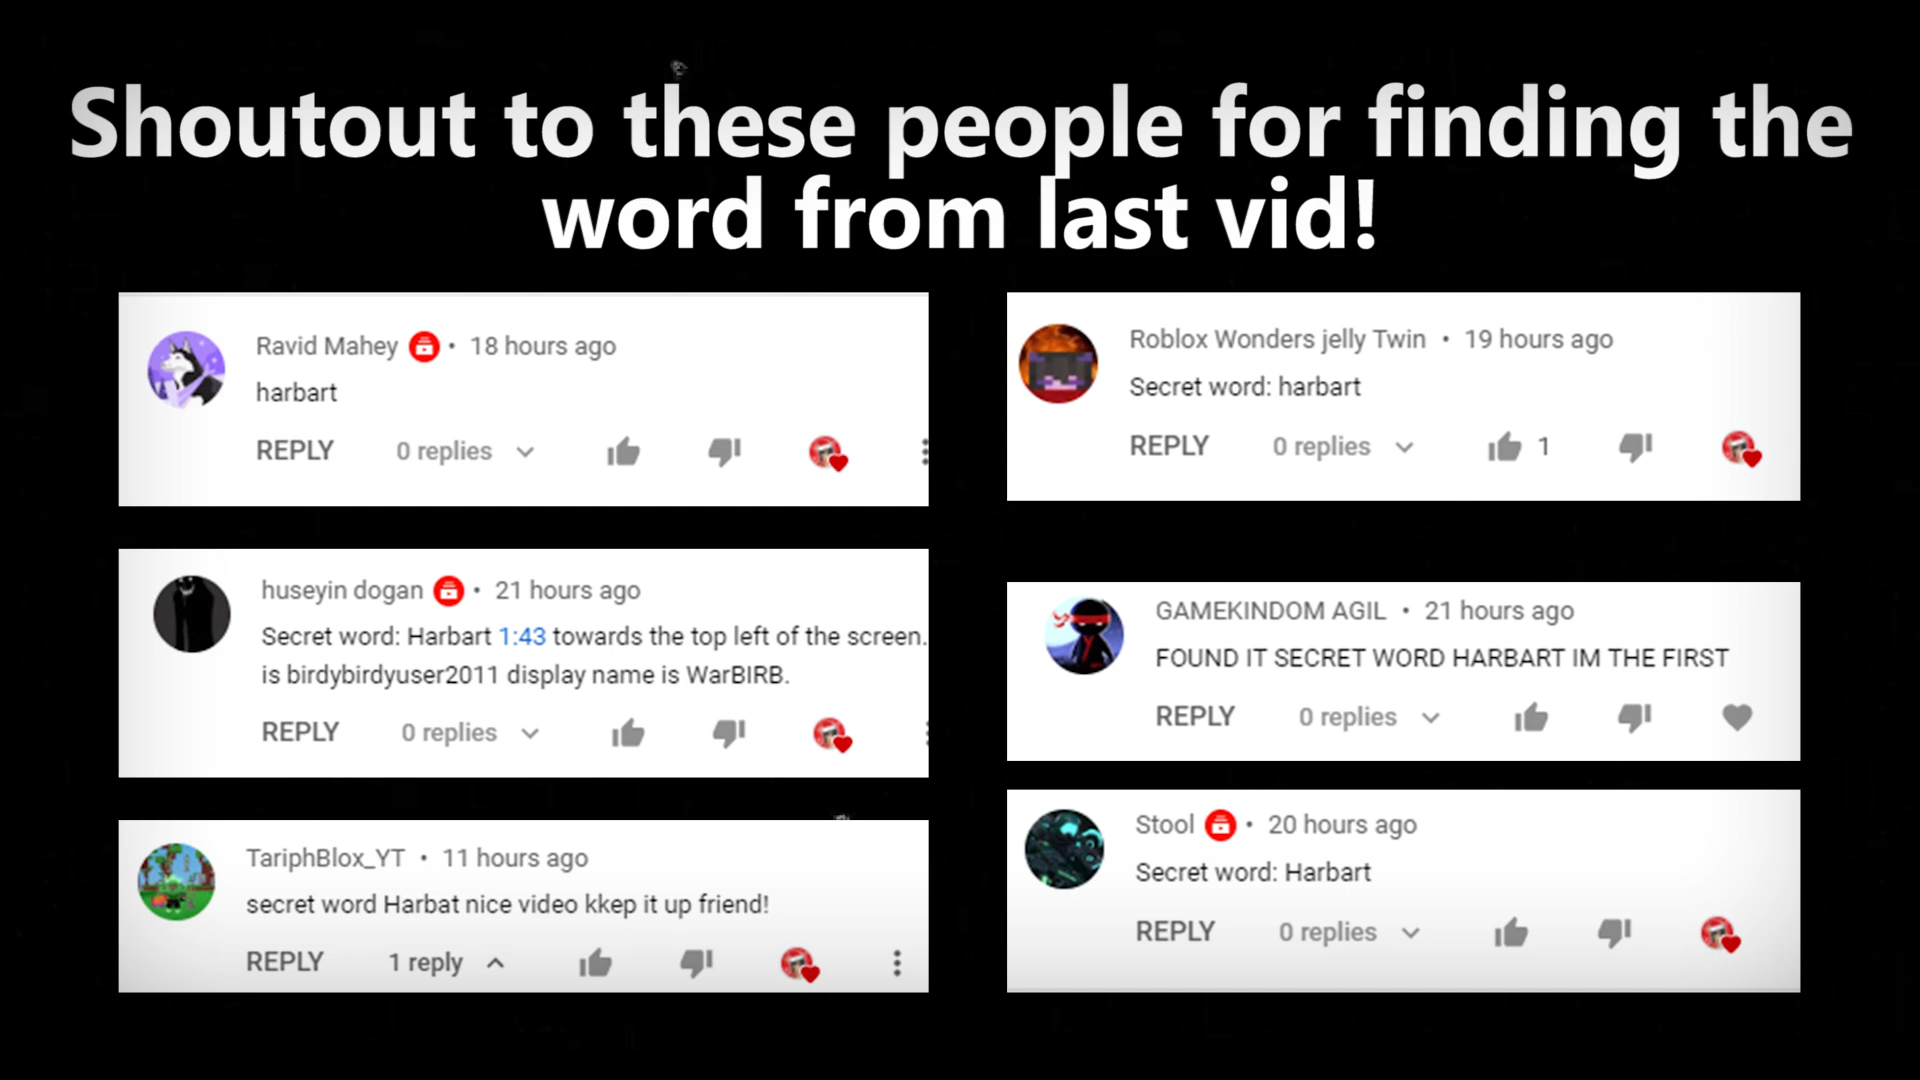 Shoutout to these people for finding the
word from last vid!
Ravid Mahey • 18 hours ago
harbart
REPLY 0 replies
Roblox Wonders jelly Twin • 19 hours ago
Secret word: harbart
REPLY 0 replies 1
huseyin dogan • 21 hours ago
Secret word: Harbart 1:43 towards the top left of the screen.
is birdybirdyuser2011 display name is WarBIRB.
REPLY 0 replies
GAMEKINDOM AGIL • 21 hours ago
FOUND IT SECRET WORD HARBART IM THE FIRST
REPLY 0 replies
TariphBlox_YT • 11 hours ago
secret word Harbat nice video kkep it up friend!
REPLY 1 reply
Stool • 20 hours ago
Secret word: Harbart
REPLY 0 replies